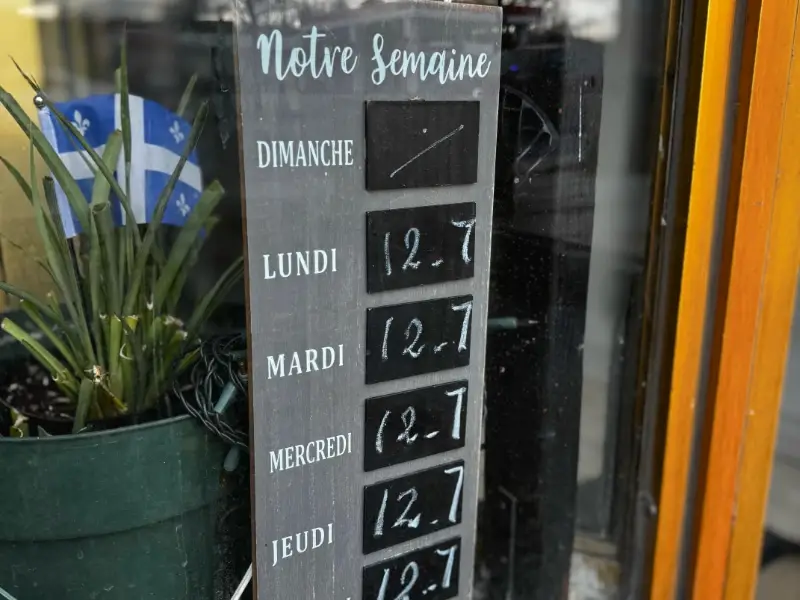 Notre Semaine
DIMANCHE /
LUNDI 12-7
MARDI 12-7
MERCREDI 12-7
JEUDI 12-7
12-7